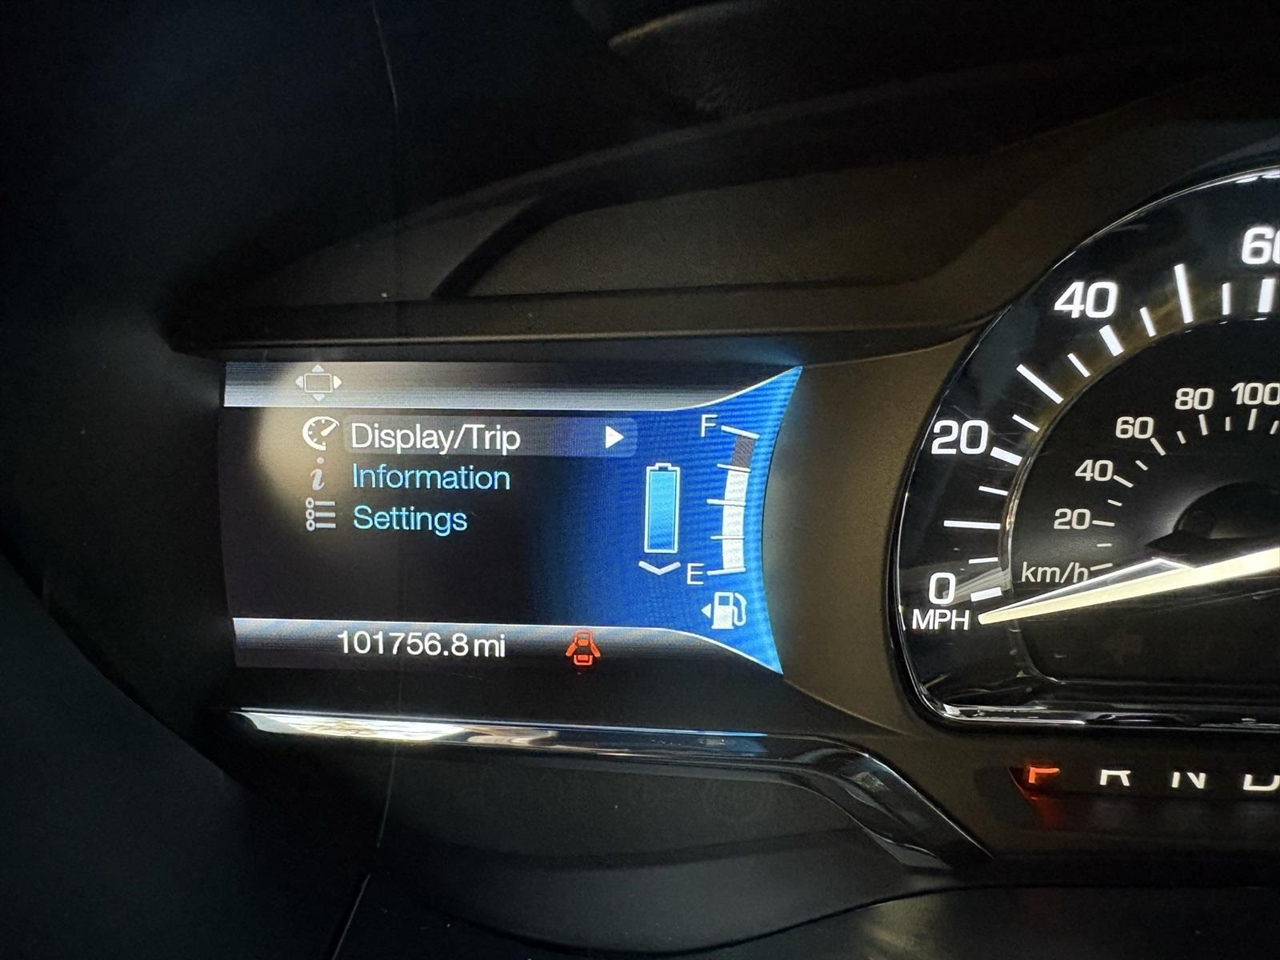 Display/Trip
Information
Settings
F
E
101756.8 mi
60
40
20
0
MPH
100
80
60
40
20
km/h
P R N D